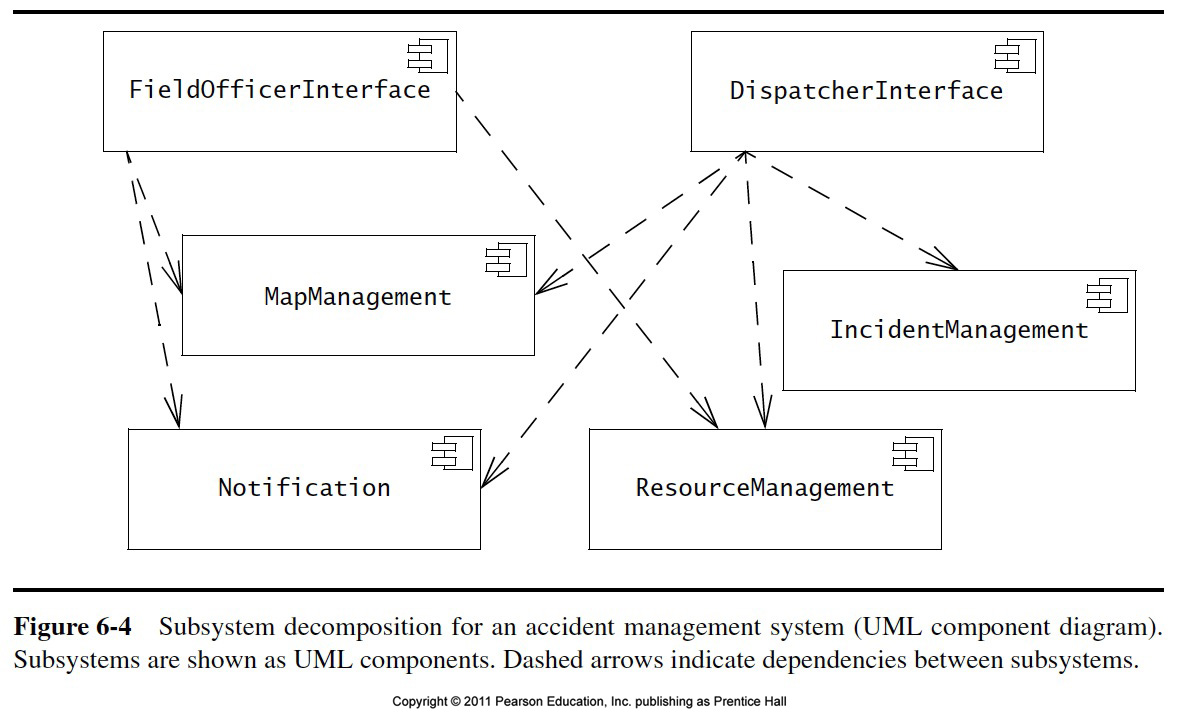 FieldOfficerInterface
DispatcherInterface
MapManagement
IncidentManagement
Notification
ResourceManagement
Figure 6-4 Subsystem decomposition for an accident management system (UML component diagram).
Subsystems are shown as UML components. Dashed arrows indicate dependencies between subsystems.
Copyright © 2011 Pearson Education, Inc. publishing as Prentice Hall